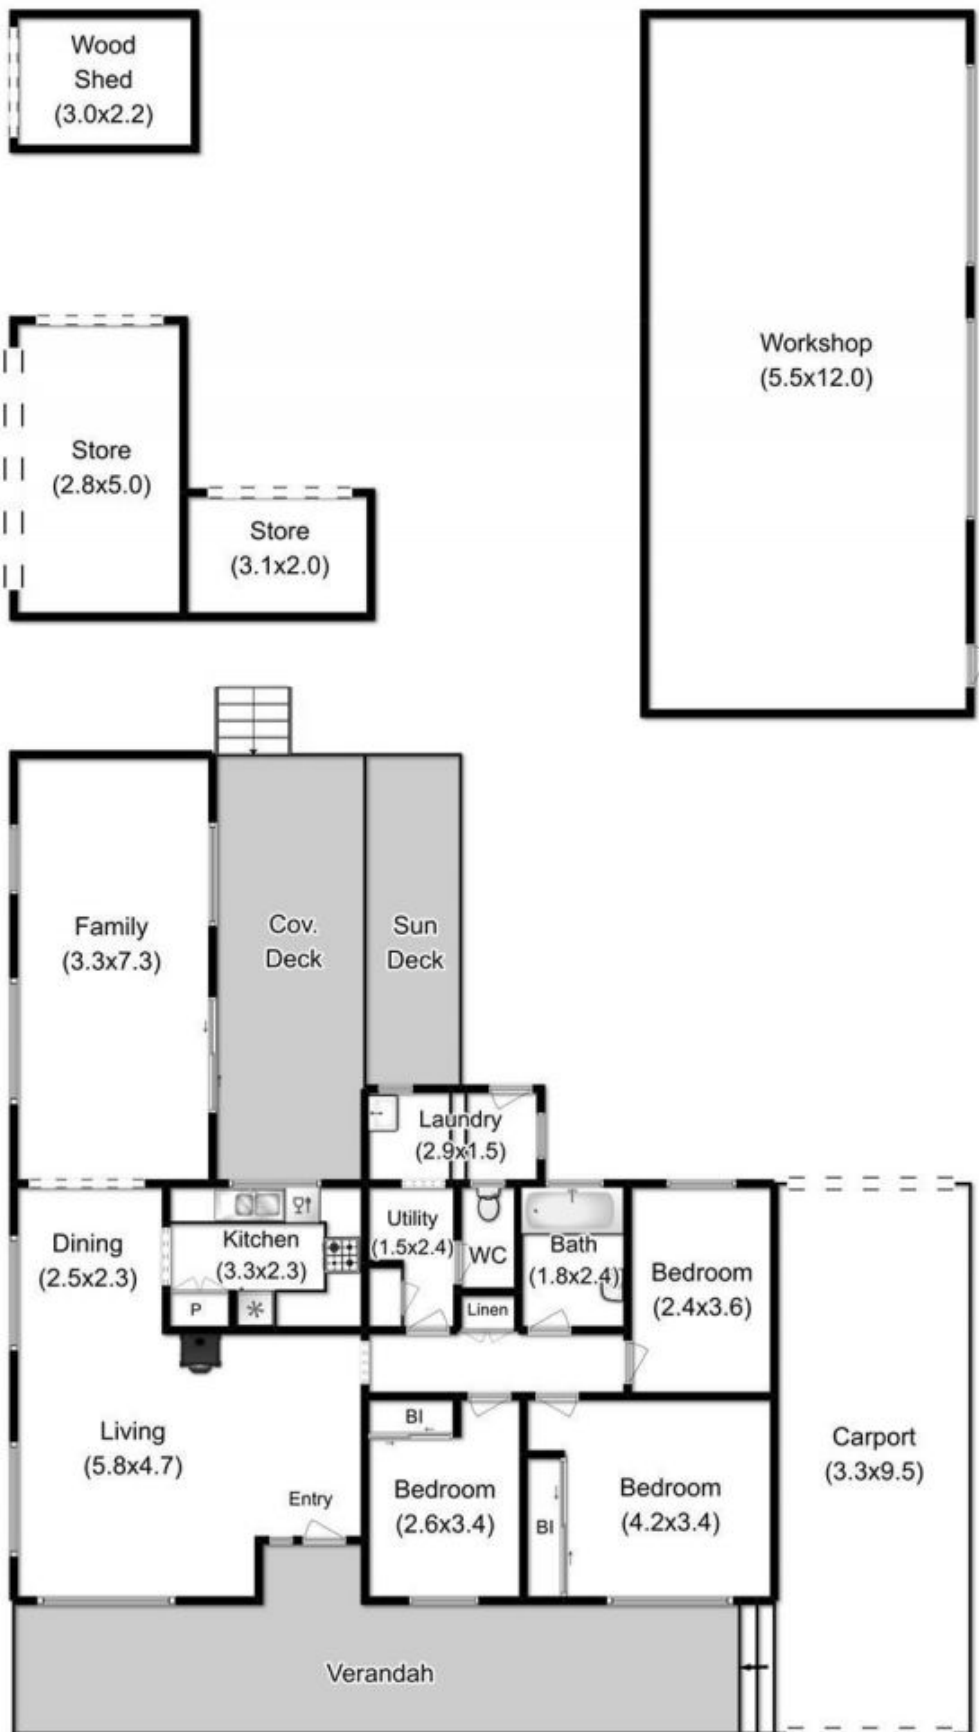 Wood
Shed
(3.0x2.2)
Workshop
(5.5x12.0)
Store
(2.8x5.0)
Store
(3.1x2.0)
Family
(3.3x7.3)
Cov.
Deck
Sun
Deck
Laundry
(2.9x1.5)
Dining
(2.5x2.3)
Kitchen
(3.3x2.3)
P
Utility
(1.5x2.4)
WC
Linen
Bath
(1.8x2.4)
Bedroom
(2.4x3.6)
Living
(5.8x4.7)
Entry
BI
Bedroom
(2.6x3.4)
BI
Bedroom
(4.2x3.4)
Carport
(3.3x9.5)
Verandah